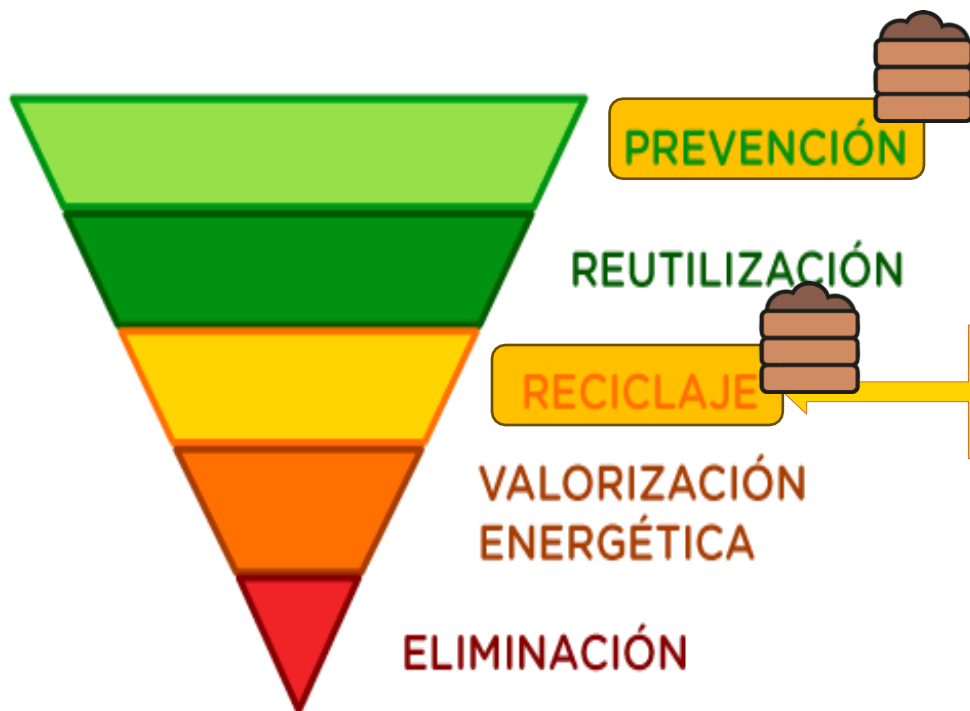 PREVENCIÓN
REUTILIZACIÓN
RECICLAJE
VALORIZACIÓN
ENERGÉTICA
ELIMINACIÓN